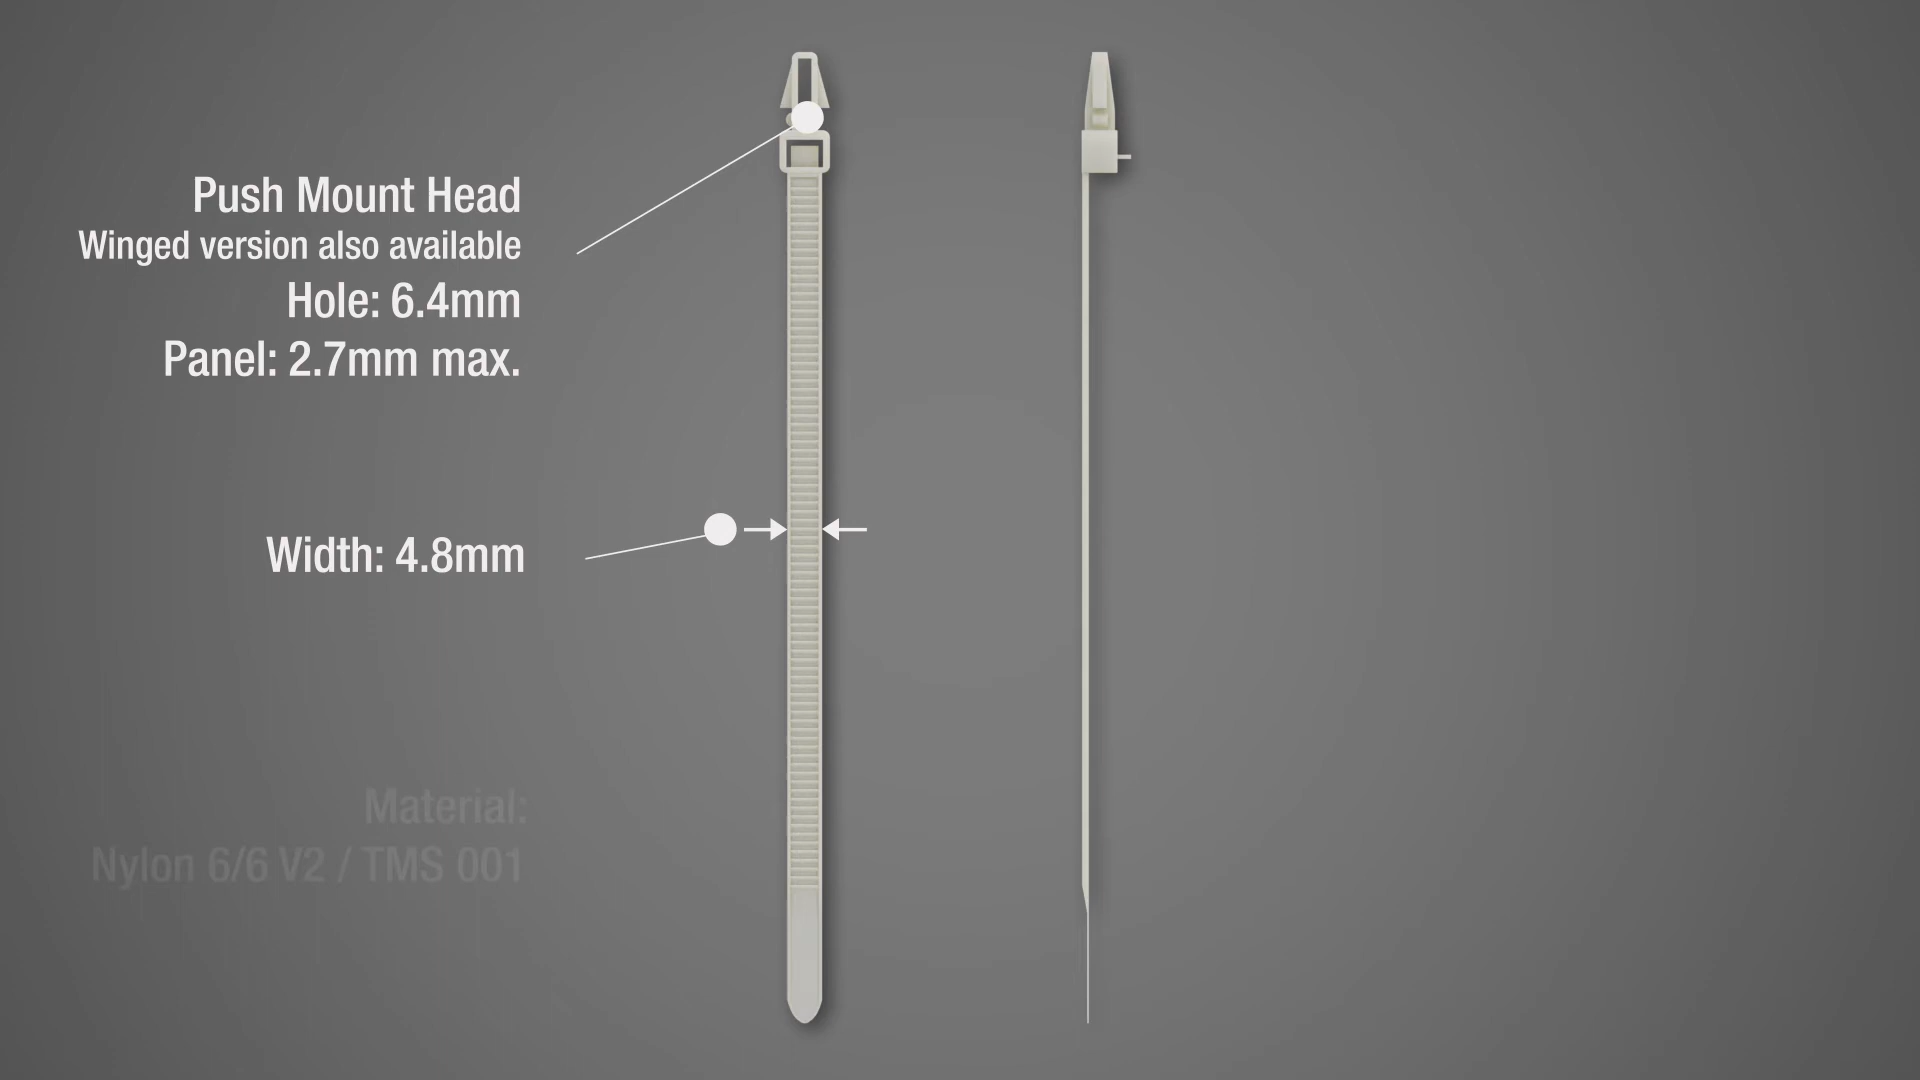 Push Mount Head
Winged version also available
Hole: 6.4mm
Panel: 2.7mm max.
Width: 4.8mm
Material:
Nylon 6/6 V2 / TMS 001